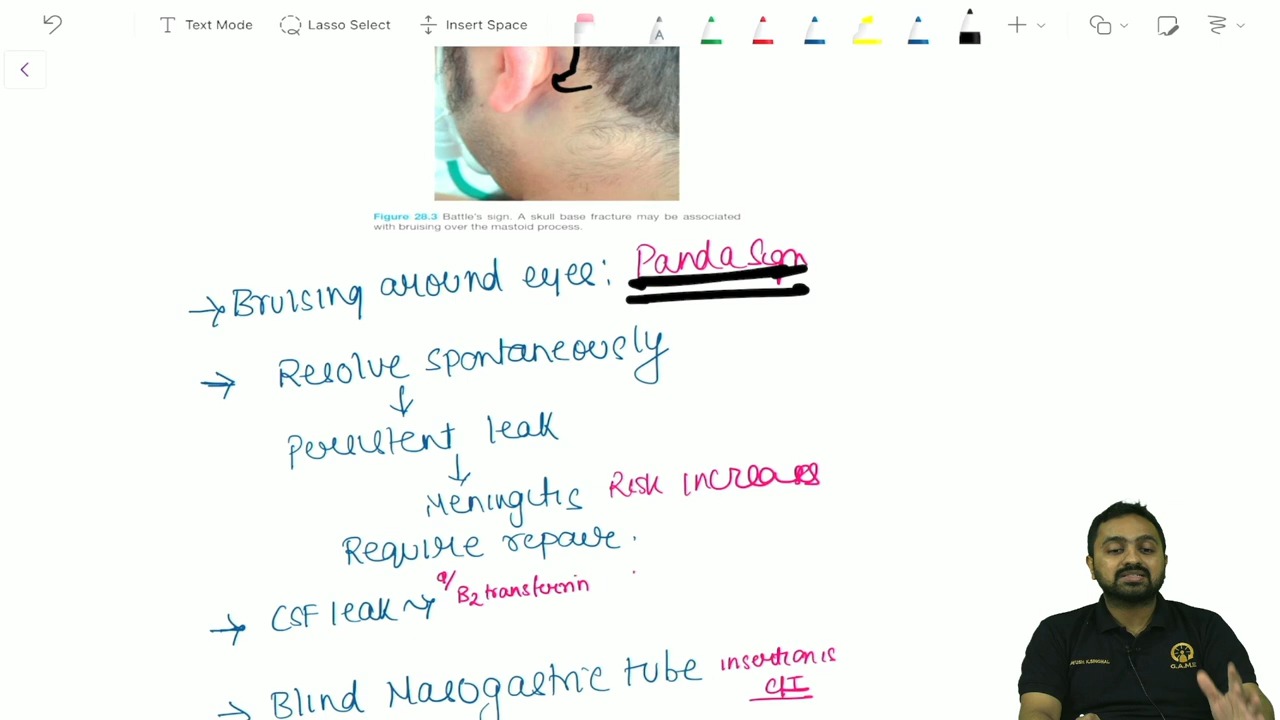 Text Mode
Lasso Select
Insert Space
A
Figure 28.3 Battle's sign. A skull base fracture may be associated
with bruising over the mastoid process.
→ Bruising around eyes: Panda Sign
→ Resolve spontaneously
↓
Persistent leak
↓
Meningitis Risk increases
Require repair.
→ CSF leak β2 transferrin
→ Blind Nasogastric tube insertion is
C/I
G.A.M.S